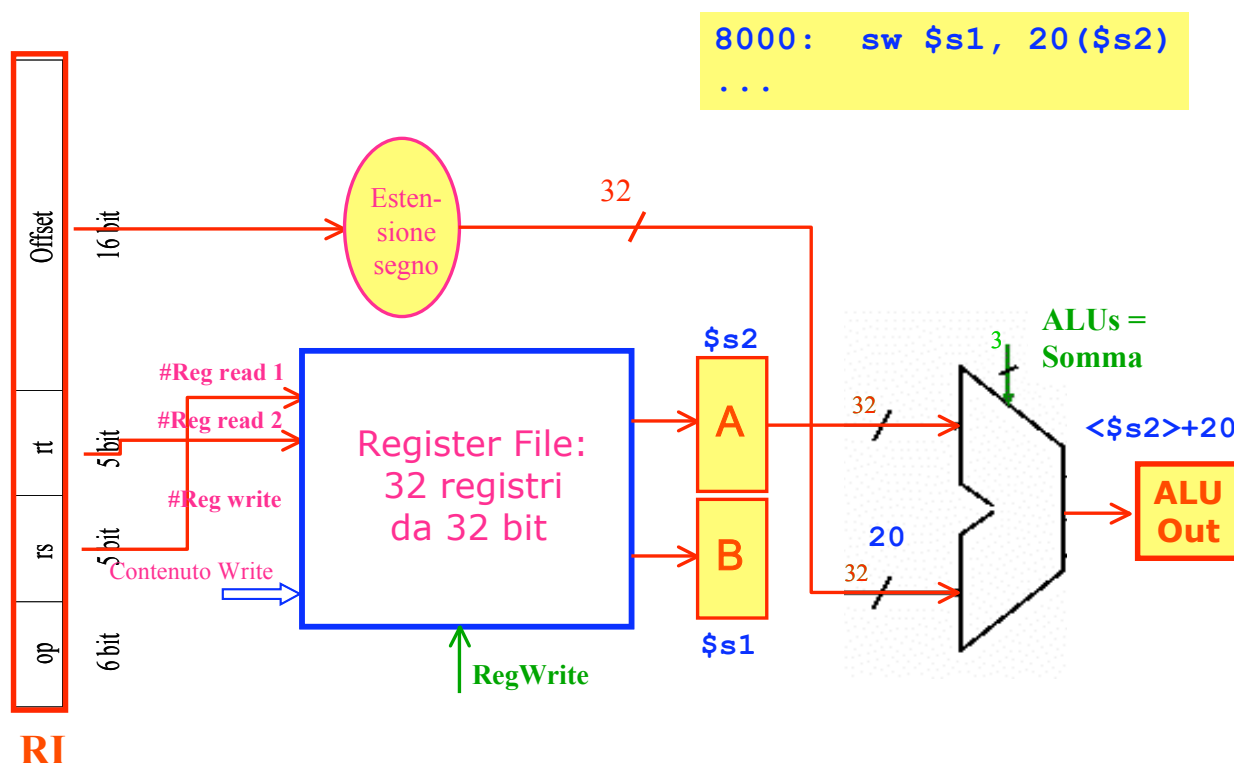 8000:  sw $s1, 20($s2)
...
Offset
16 bit
Esten-
sione
segno
32
rt
5 bit
rs
5 bit
op
6 bit
RI
#Reg read 1
#Reg read 2
#Reg write
Contenuto Write
Register File:
32 registri
da 32 bit
RegWrite
$s2
A
B
$s1
32
20
32
3
ALUs =
Somma
<$s2>+20
ALU
Out